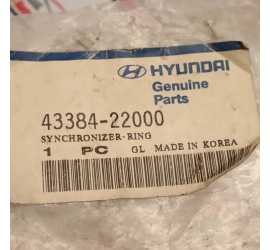 HYUNDAI
Genuine
Parts
43384-22000
SYNCHRONIZER-RING
1 PC GL MADE IN KOREA